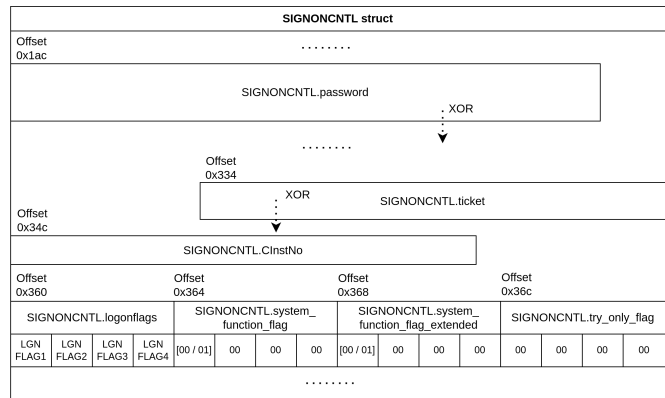 SIGNONCNTL struct
Offset
0x1ac
. . . . . . . .
SIGNONCNTL.password
XOR
. . . . . . . .
Offset
0x334
XOR
SIGNONCNTL.ticket
Offset
0x34c
SIGNONCNTL.CInstNo
Offset
0x360
Offset
0x364
Offset
0x368
Offset
0x36c
SIGNONCNTL.logonflags
SIGNONCNTL.system_
function_flag
SIGNONCNTL.system_
function_flag_extended
SIGNONCNTL.try_only_flag
LGN
FLAG1
LGN
FLAG2
LGN
FLAG3
LGN
FLAG4
[00 / 01]
00
00
00
[00 / 01]
00
00
00
00
00
00
00
. . . . . . . .